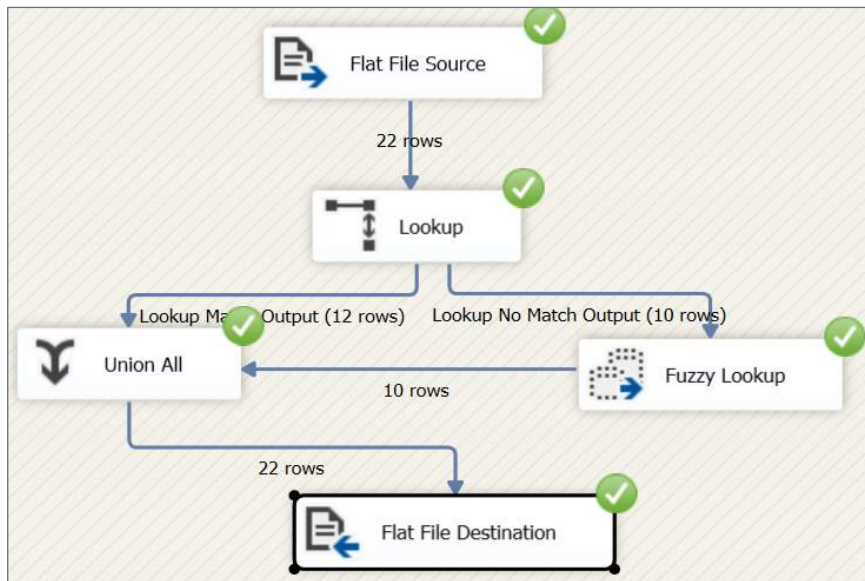 Flat File Source
22 rows
Lookup
Lookup Match Output (12 rows)
Lookup No Match Output (10 rows)
Union All
Fuzzy Lookup
10 rows
22 rows
Flat File Destination